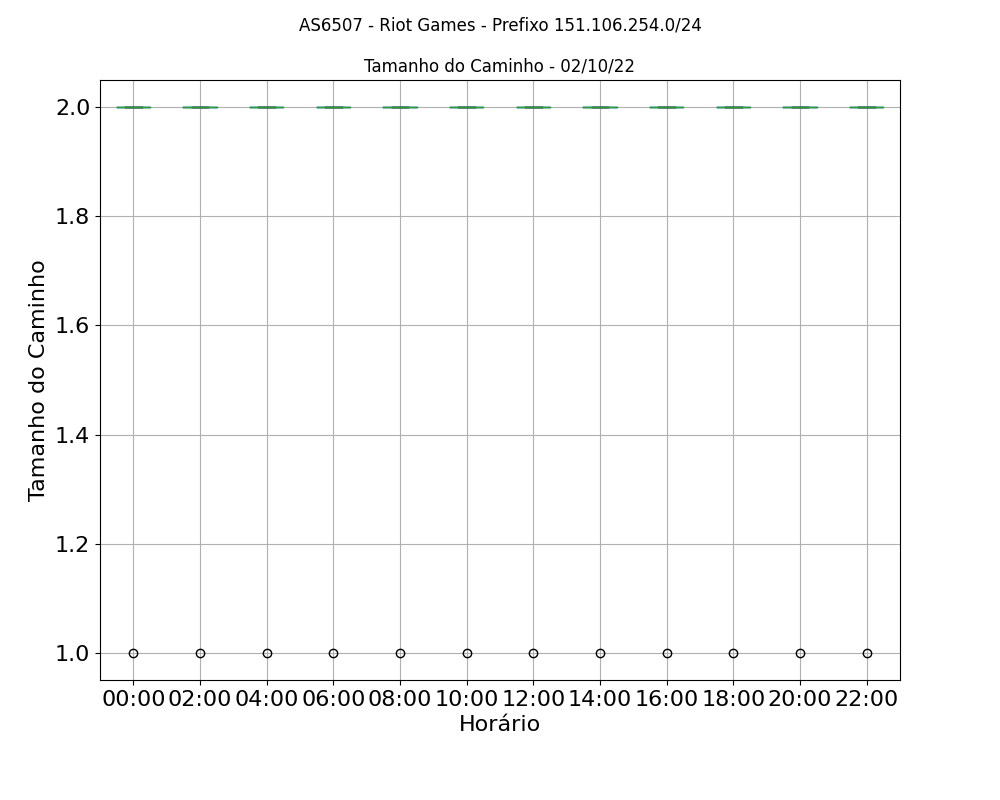 AS6507 - Riot Games - Prefixo 151.106.254.0/24
Tamanho do Caminho - 02/10/22
2.0
1.8
1.6
1.4
1.2
1.0
Tamanho do Caminho
00:00 02:00 04:00 06:00 08:00 10:00 12:00 14:00 16:00 18:00 20:00 22:00
Horário